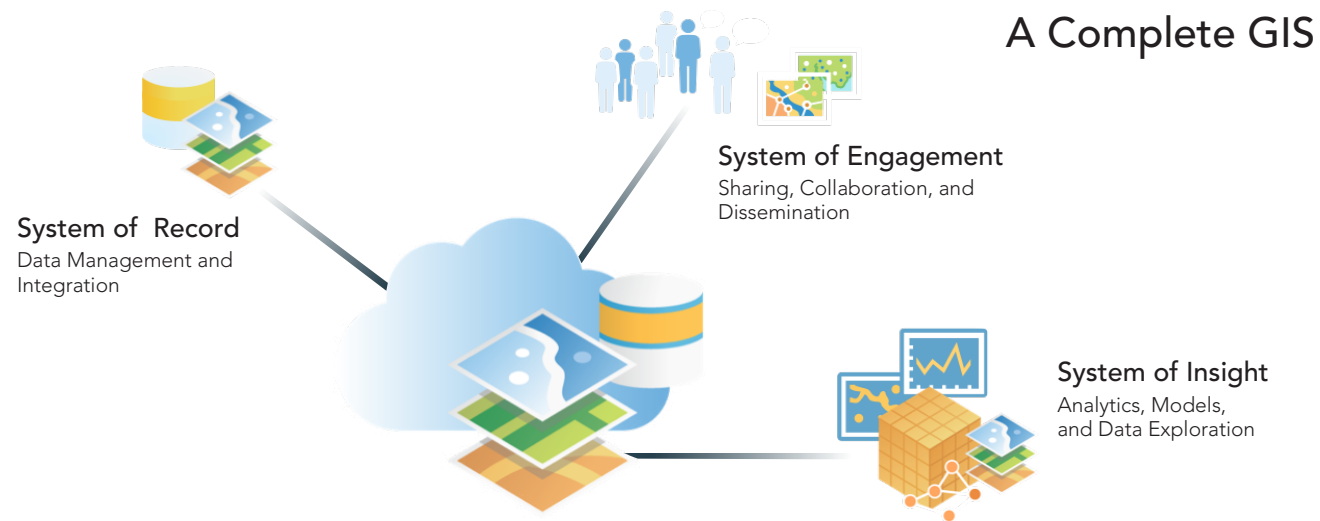 A Complete GIS
System of Engagement
Sharing, Collaboration, and
Dissemination
System of Record
Data Management and
Integration
System of Insight
Analytics, Models,
and Data Exploration